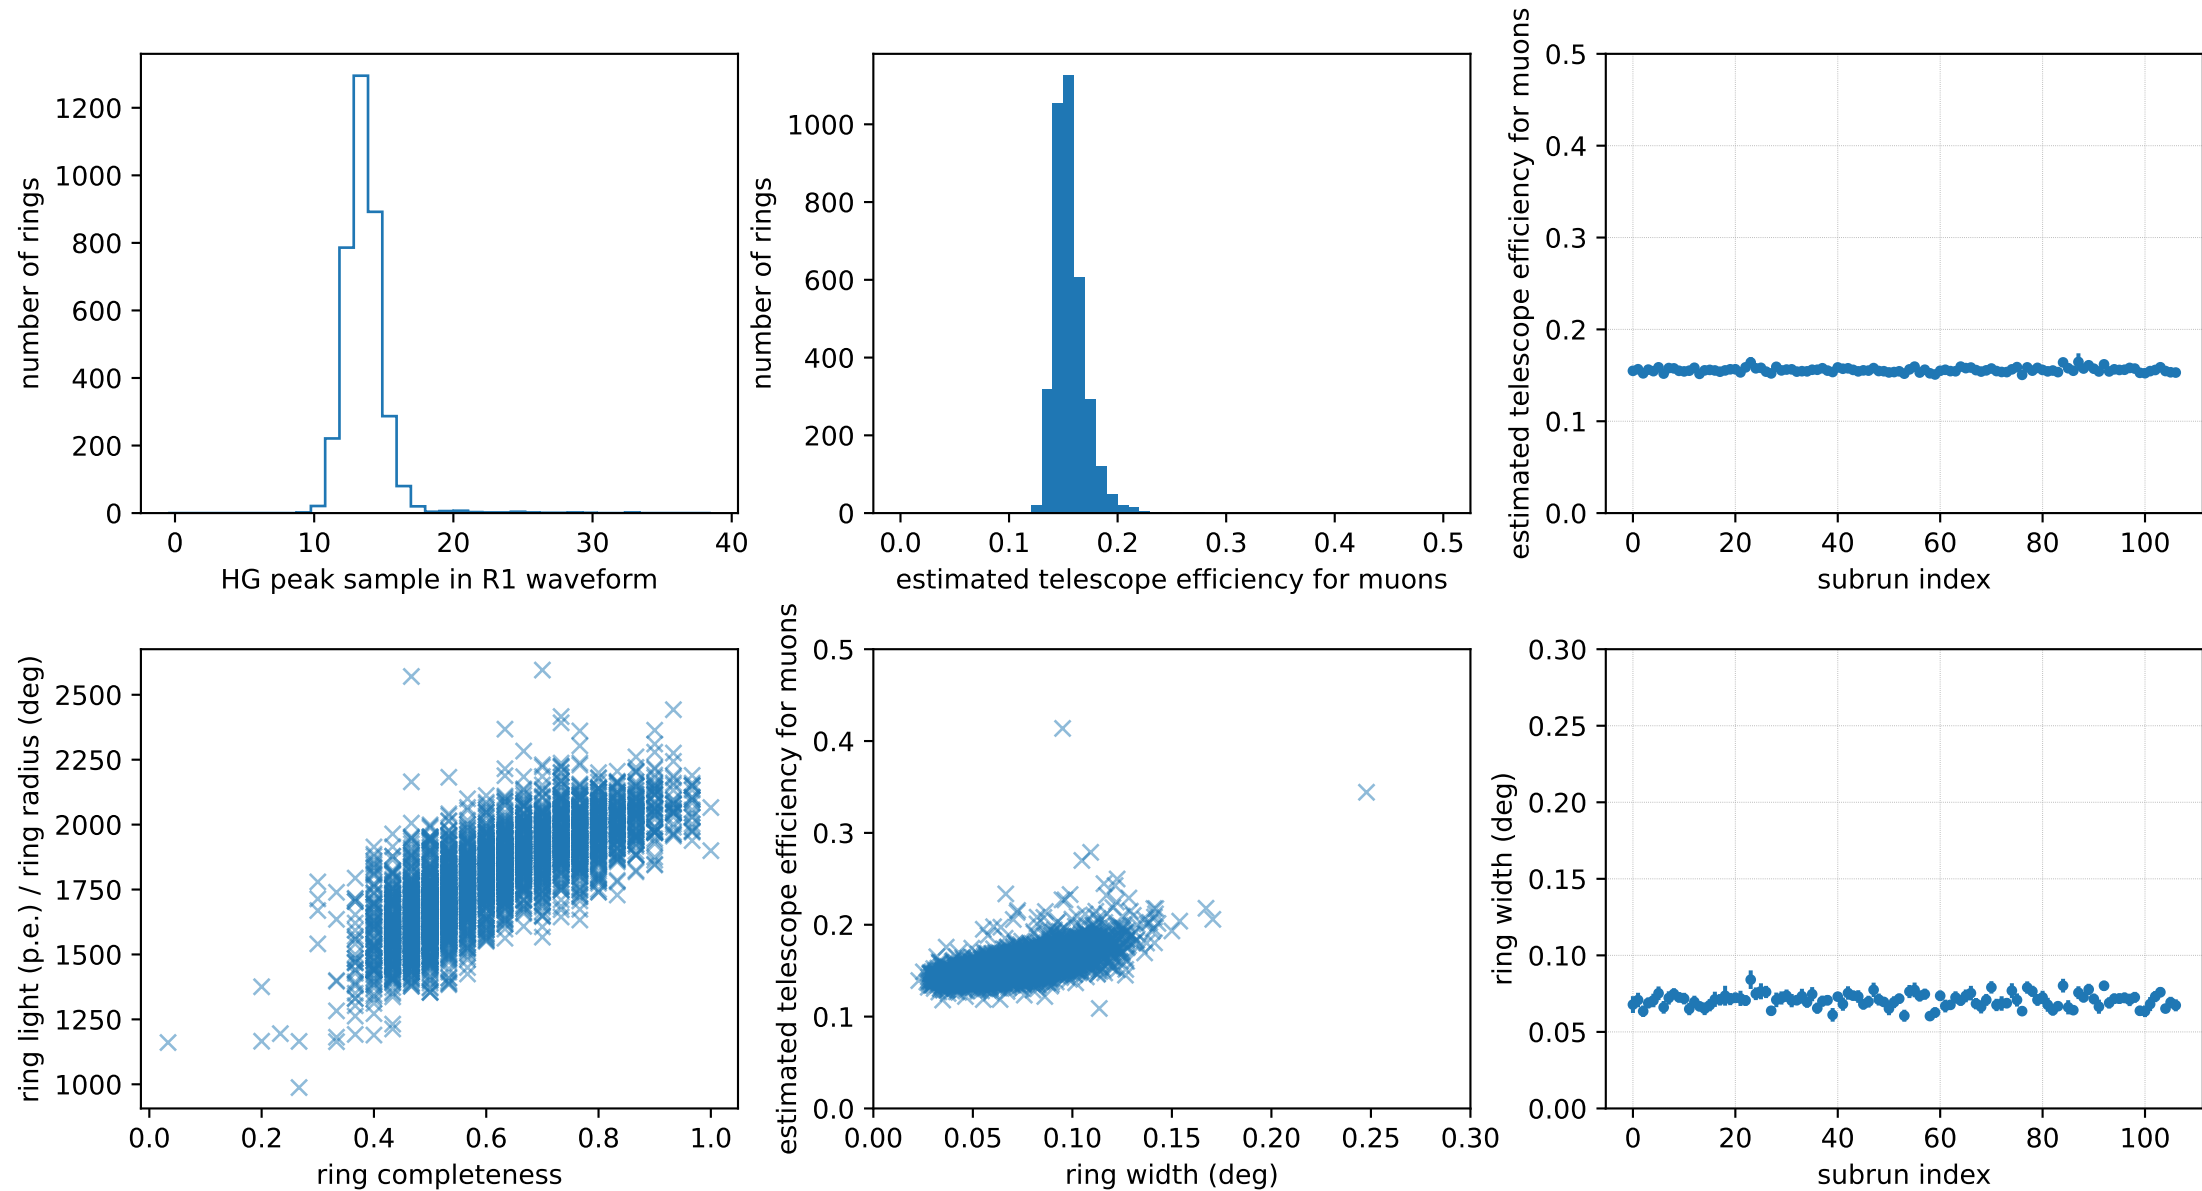 number of rings
1200
1000
800
600
400
200
0
0 10 20 30 40
HG peak sample in R1 waveform
number of rings
1000
800
600
400
200
0
0.0 0.1 0.2 0.3 0.4 0.5
estimated telescope efficiency for muons
estimated telescope efficiency for muons
0.5
0.4
0.3
0.2
0.1
0.0
0 20 40 60 80 100
subrun index
ring light (p.e.) / ring radius (deg)
2500
2250
2000
1750
1500
1250
1000
0.0 0.2 0.4 0.6 0.8 1.0
ring completeness
estimated telescope efficiency for muons
0.5
0.4
0.3
0.2
0.1
0.0
0.00 0.05 0.10 0.15 0.20 0.25 0.30
ring width (deg)
ring width (deg)
0.30
0.25
0.20
0.15
0.10
0.05
0.00
0 20 40 60 80 100
subrun index